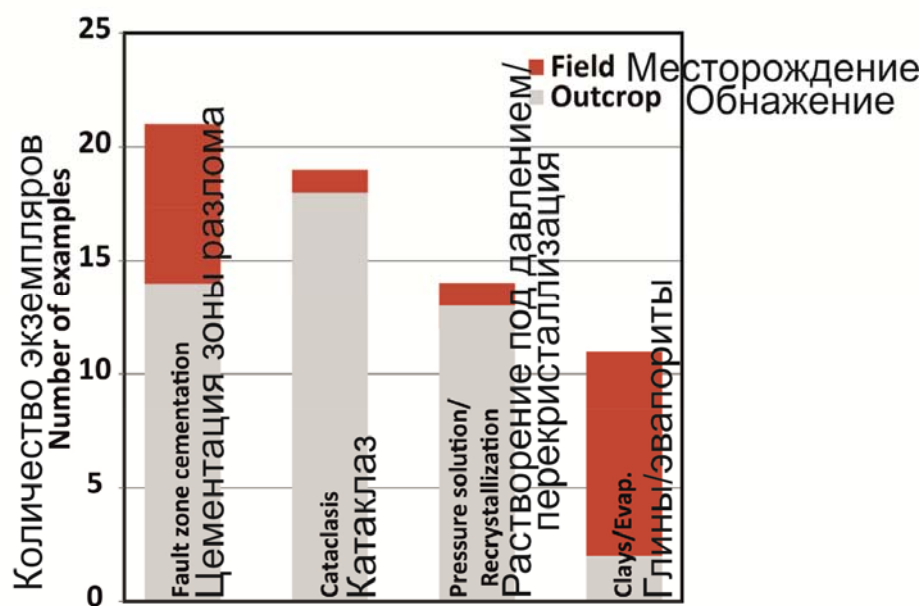 25
20
15
10
5
0
Количество экземпляров
Number of examples
Field Месторождение
Outcrop Обнажение
Fault zone cementation
Цементация зоны разлома
Cataclasis
Катаклаз
Pressure solution/
Recrystallization
Растворение под давлением/
перекристаллизация
Clays/Evap.
Глины/эвапориты